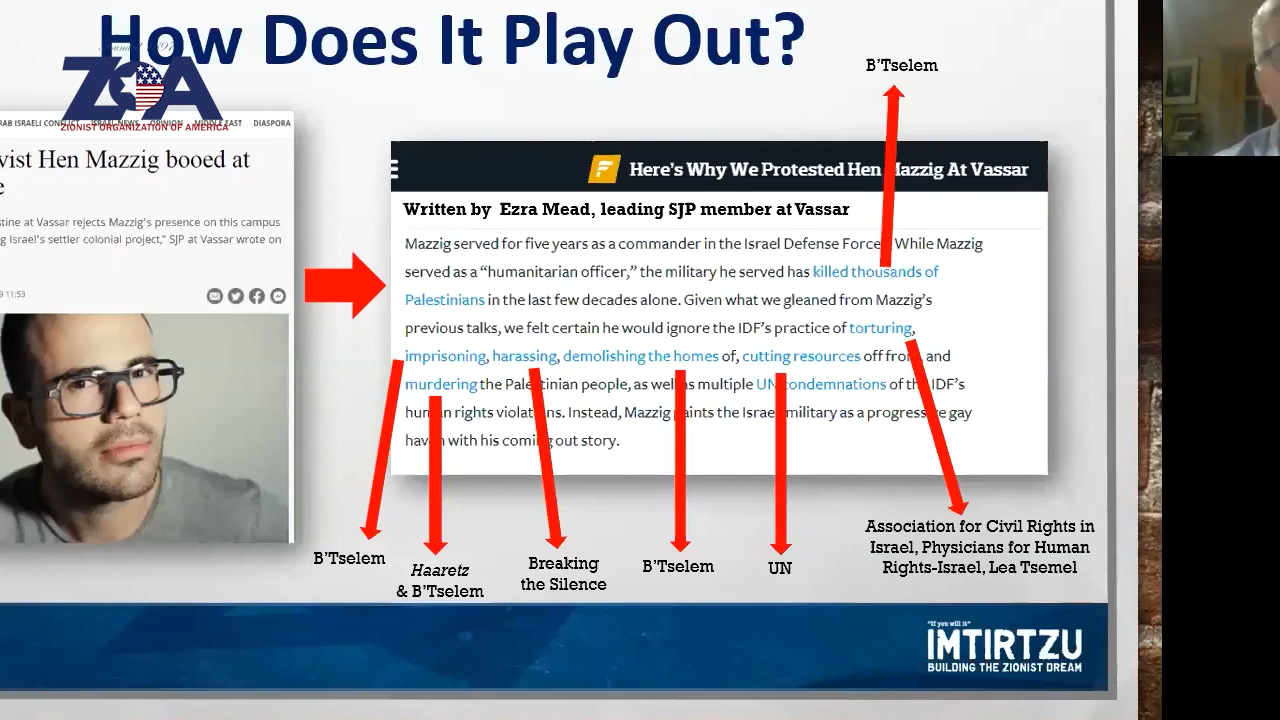 How Does It Play Out?
ZOA
ZIONIST ORGANIZATION OF AMERICA
RAB ISRAELI CONFLICT ISRAEL NEWS OPINION MIDDLE EAST DIASPORA
vist Hen Mazzig booed at
e
stine at Vassar rejects Mazzig's presence on this campus
ng Israel's settler colonial project," SJP at Vassar wrote on
9 11:53
B'Tselem
Here's Why We Protested Hen Mazzig At Vassar
Written by Ezra Mead, leading SJP member at Vassar
Mazzig served for five years as a commander in the Israel Defense Forces. While Mazzig
served as a “humanitarian officer,” the military he served has killed thousands of
Palestinians in the last few decades alone. Given what we gleaned from Mazzig’s
previous talks, we felt certain he would ignore the IDF’s practice of torturing,
imprisoning, harassing, demolishing the homes of, cutting resources off from, and
murdering the Palestinian people, as well as multiple UN condemnations of the IDF’s
human rights violations. Instead, Mazzig paints the Israeli military as a progressive gay
haven with his coming out story.
B'Tselem
Haaretz
& B'Tselem
Breaking
the Silence
B'Tselem
UN
Association for Civil Rights in
Israel, Physicians for Human
Rights-Israel, Lea Tsemel
"If you will it"
IMTIRTZU
BUILDING THE ZIONIST DREAM